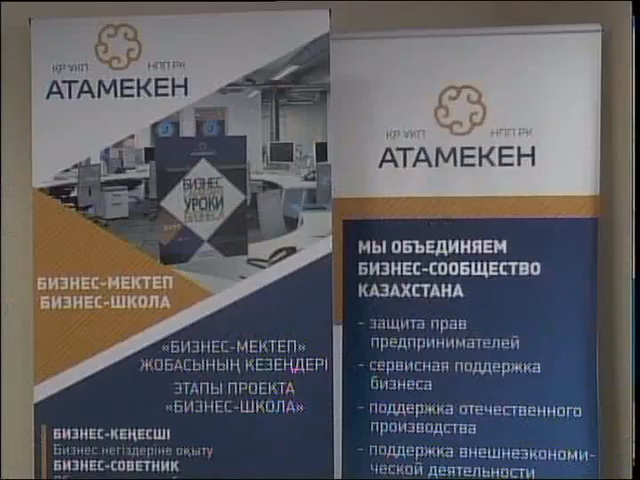 ҚР ҰКП НПП РК
АТАМЕКЕН
БИЗНЕС
УРОКИ
БИЗНЕСА
БИЗНЕС-МЕКТЕП
БИЗНЕС-ШКОЛА
«БИЗНЕС-МЕКТЕП»
ЖОБАСЫНЫҢ КЕЗЕҢДЕРІ
ЭТАПЫ ПРОЕКТА
«БИЗНЕС-ШКОЛА»
БИЗНЕС-КЕҢЕСШІ
Бизнес негіздеріне оқыту
БИЗНЕС-СОВЕТНИК
ҚР ҰКП НПП РК
АТАМЕКЕН
МЫ ОБЪЕДИНЯЕМ
БИЗНЕС-СООБЩЕСТВО
КАЗАХСТАНА
- защита прав
предпринимателей
- сервисная поддержка
бизнеса
- поддержка отечественного
производства
- поддержка внешнеэкономи-
ческой деятельности